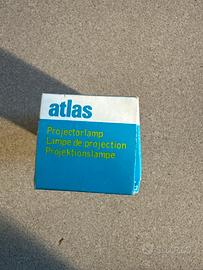 atlas
Projectorlamp
Lampe de projection
Projektionslampe